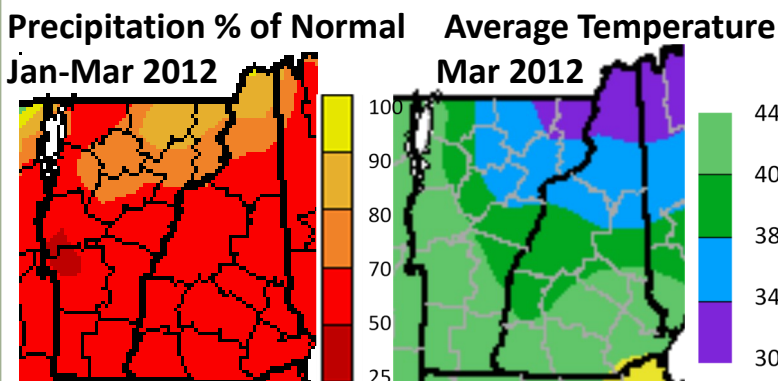 Precipitation % of Normal
Jan-Mar 2012
100
90
80
70
50
25
Average Temperature
Mar 2012
44
40
38
34
30